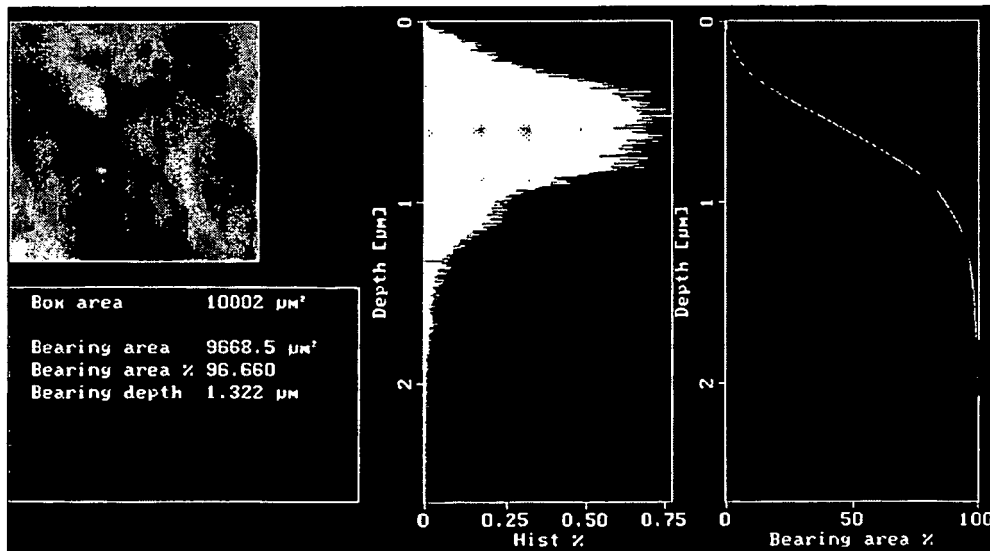 Box area 10002 µm²
Bearing area 9668.5 µm²
Bearing area % 96.660
Bearing depth 1.322 µm
0
1
2
Depth [µm]
0 0.25 0.50 0.75
Hist %
0
1
2
Depth [µm]
0 50 100
Bearing area %